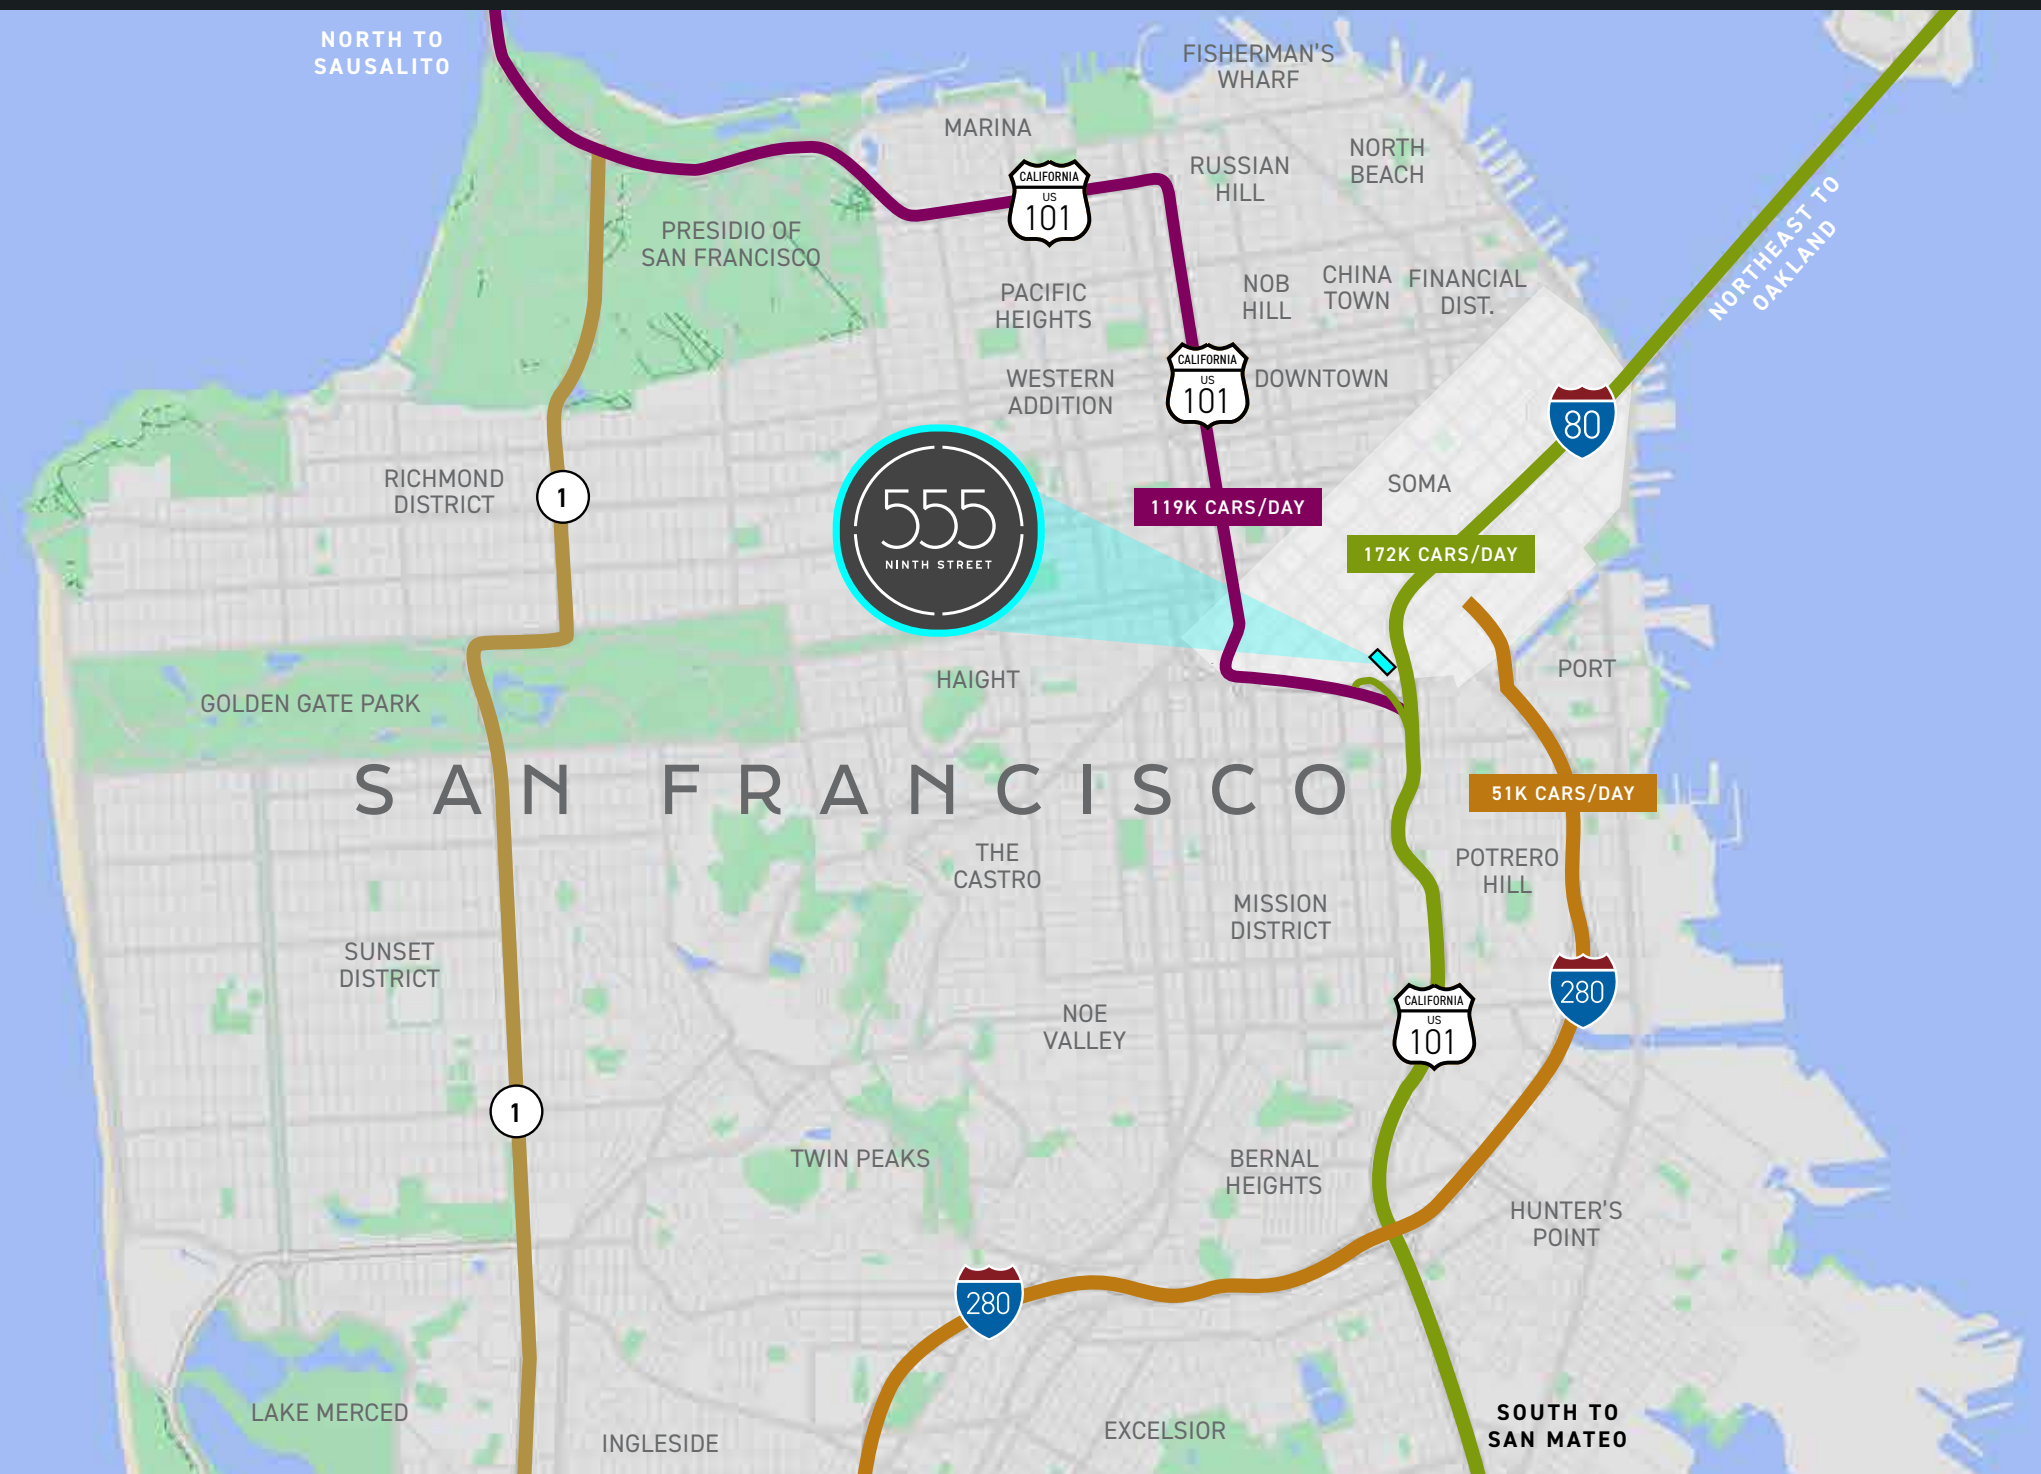 NORTH TO
SAUSALITO
FISHERMAN'S
WHARF
MARINA
NORTH
BEACH
RUSSIAN
HILL
CALIFORNIA
US
101
NORTHEAST TO
OAKLAND
PRESIDIO OF
SAN FRANCISCO
PACIFIC
HEIGHTS
NOB
HILL
CHINA
TOWN
FINANCIAL
DIST.
WESTERN
ADDITION
CALIFORNIA
US
101
DOWNTOWN
80
RICHMOND
DISTRICT
1
555
NINTH STREET
119K CARS/DAY
SOMA
172K CARS/DAY
HAIGHT
PORT
GOLDEN GATE PARK
SAN FRANCISCO
51K CARS/DAY
THE
CASTRO
POTRERO
HILL
MISSION
DISTRICT
SUNSET
DISTRICT
280
NOE
VALLEY
CALIFORNIA
US
101
1
TWIN PEAKS
BERNAL
HEIGHTS
HUNTER'S
POINT
280
LAKE MERCED
INGLESIDE
EXCELSIOR
SOUTH TO
SAN MATEO